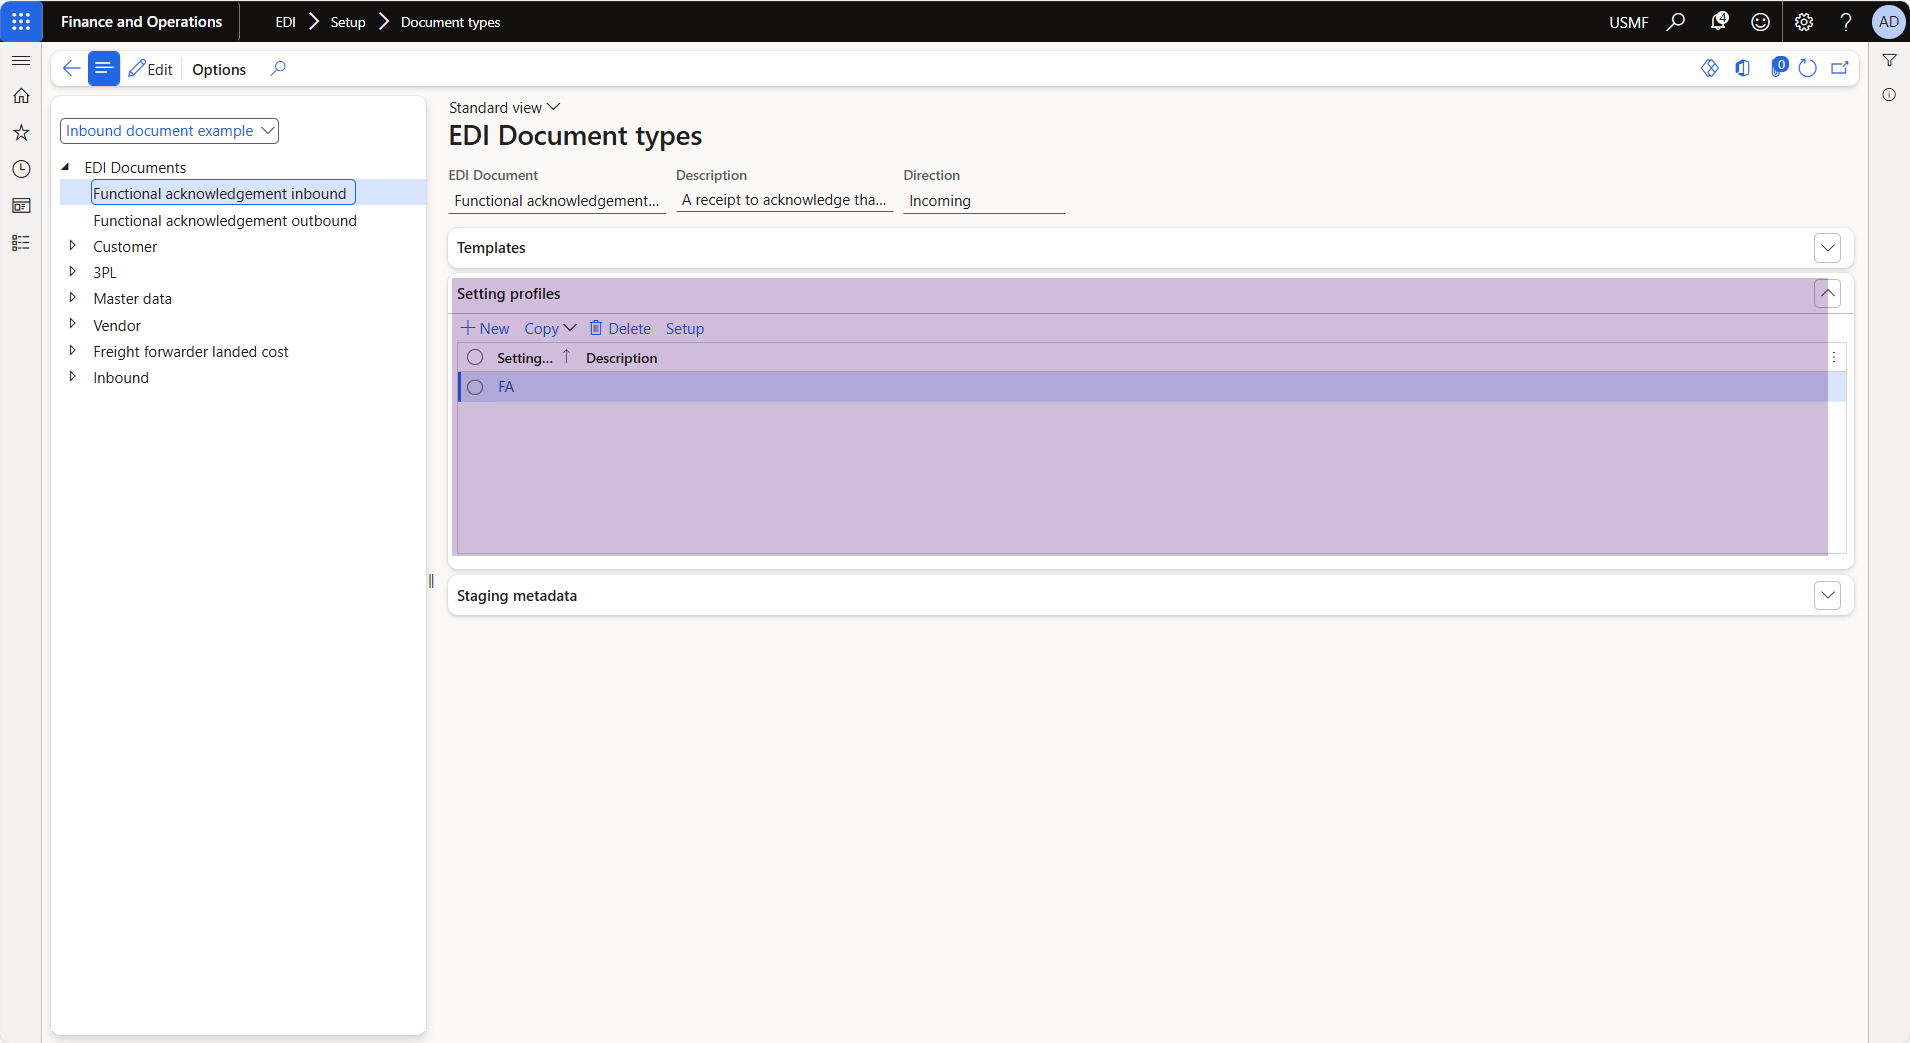 Finance and Operations
EDI > Setup > Document types
USMF
4
?
AD
Edit
Options
0
Inbound document example
EDI Documents
Functional acknowledgement inbound
Functional acknowledgement outbound
Customer
3PL
Master data
Vendor
Freight forwarder landed cost
Inbound
Standard view
EDI Document types
EDI Document Description Direction
Functional acknowledgement... A receipt to acknowledge tha... Incoming
Templates
Setting profiles
New Copy Delete Setup
Setting... ↑ Description
FA
Staging metadata